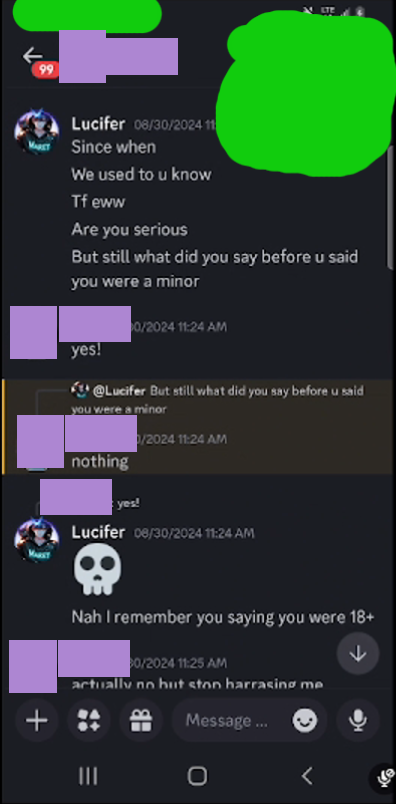 LTE
99
Lucifer 08/30/2024 11
Since when
We used to u know
Tf eww
Are you serious
But still what did you say before u said
you were a minor
0/2024 11:24 AM
yes!
@Lucifer But still what did you say before u said
you were a minor
/2024 11:24 AM
nothing
yes!
Lucifer 08/30/2024 11:24 AM
Nah I remember you saying you were 18+
30/2024 11:25 AM
actually no but stop harrasing me
Message ...